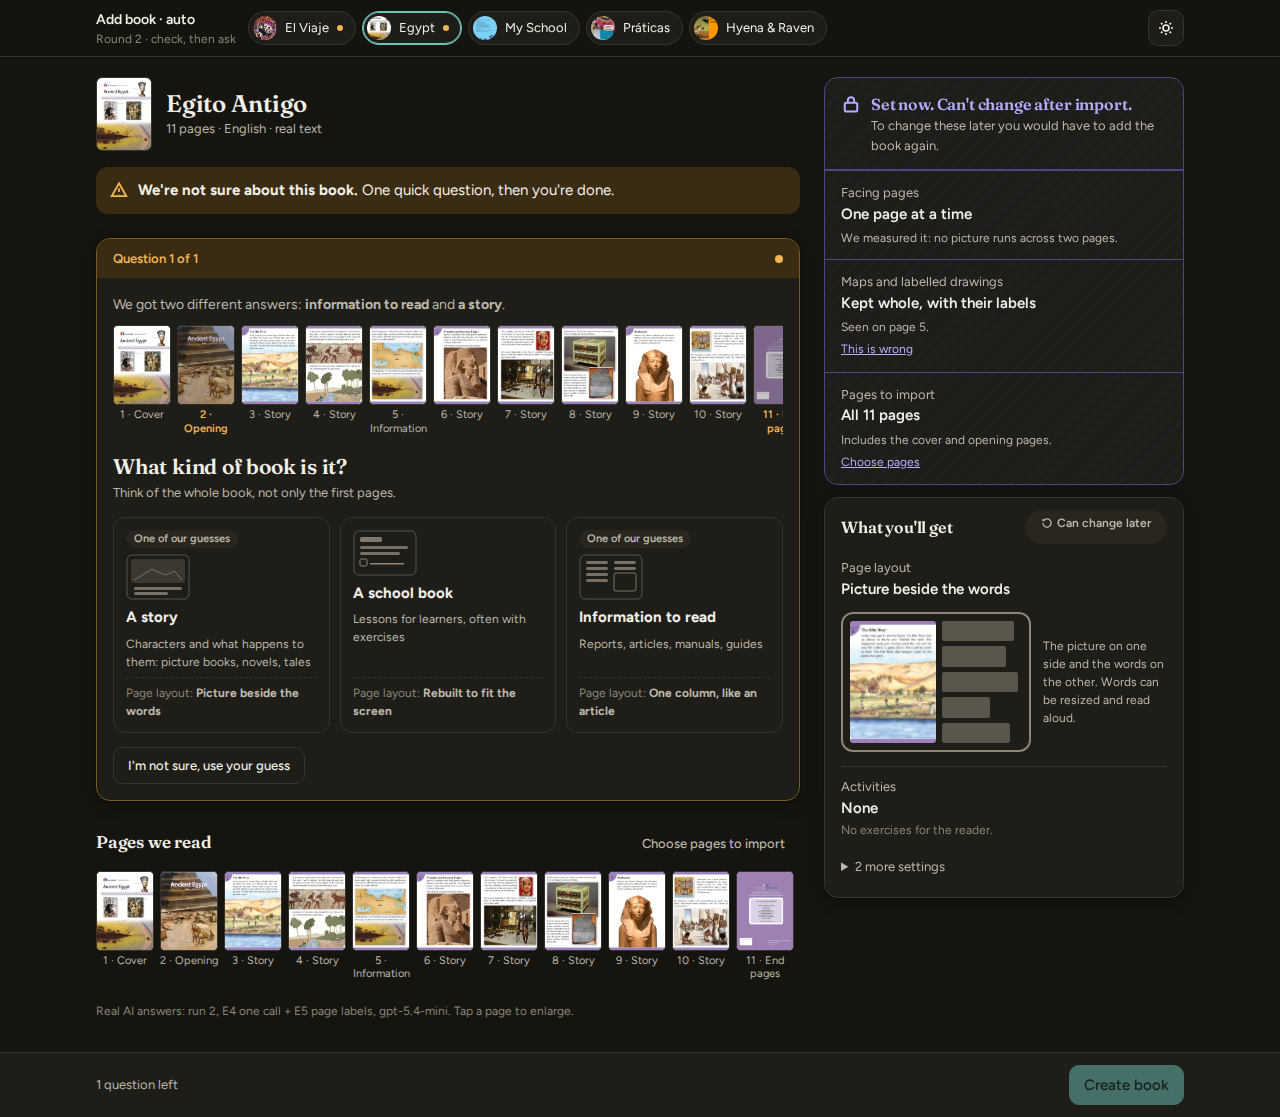 Add book · auto
Round 2 · check, then ask
El Viaje
Egypt
My School
Práticas
Hyena & Raven
Egito Antigo
11 pages · English · real text
We're not sure about this book. One quick question, then you're done.
Question 1 of 1
We got two different answers: information to read and a story.
Ancient Egypt
1 · Cover
2 ·
Opening
3 · Story
4 · Story
5 ·
Information
6 · Story
7 · Story
8 · Story
9 · Story
10 · Story
11 ·
What kind of book is it?
Think of the whole book, not only the first pages.
One of our guesses
A story
Characters and what happens to
them: picture books, novels, tales
Page layout: Picture beside the
words
A school book
Lessons for learners, often with
exercises
Page layout: Rebuilt to fit the
screen
One of our guesses
Information to read
Reports, articles, manuals, guides
Page layout: One column, like an
article
I'm not sure, use your guess
Pages we read
Choose pages to import
Ancient Egypt
1 · Cover
2 · Opening
3 · Story
4 · Story
5 ·
Information
6 · Story
7 · Story
8 · Story
9 · Story
10 · Story
11 · End
pages
Real AI answers: run 2, E4 one call + E5 page labels, gpt-5.4-mini. Tap a page to enlarge.
Set now. Can't change after import.
To change these later you would have to add the
book again.
Facing pages
One page at a time
We measured it: no picture runs across two pages.
Maps and labelled drawings
Kept whole, with their labels
Seen on page 5.
This is wrong
Pages to import
All 11 pages
Includes the cover and opening pages.
Choose pages
What you'll get
Can change later
Page layout
Picture beside the words
The picture on one
side and the words on
the other. Words can
be resized and read
aloud.
Activities
None
No exercises for the reader.
2 more settings
1 question left
Create book